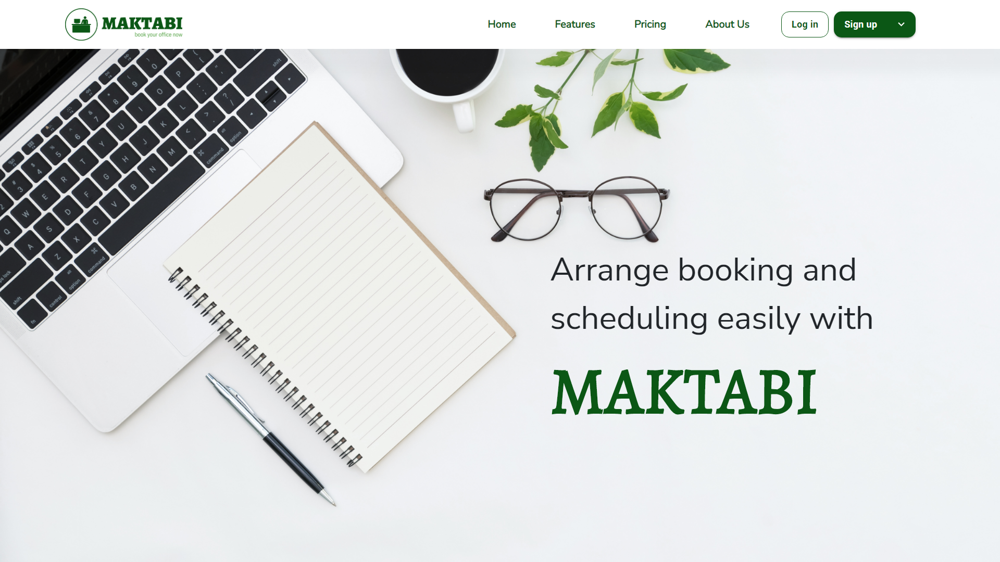 MAKTABI
book your office now
Home
Features
Pricing
About Us
Log in
Sign up
Arrange booking and
scheduling easily with
MAKTABI